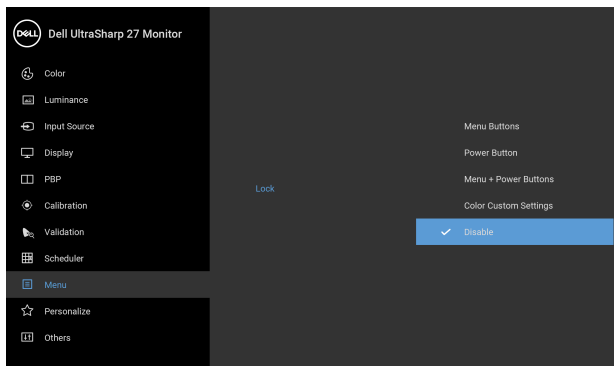 DELL
Dell UltraSharp 27 Monitor
Color
Luminance
Input Source
Display
PBP
Calibration
Validation
Scheduler
Menu
Personalize
Others
Lock
Menu Buttons
Power Button
Menu + Power Buttons
Color Custom Settings
Disable